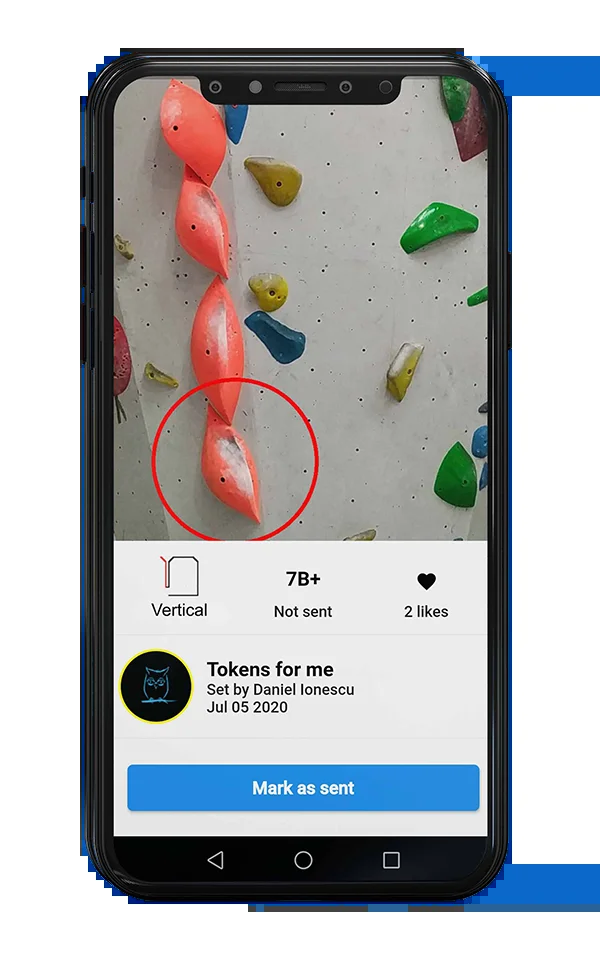 7B+
Vertical
Not sent
2 likes
Tokens for me
Set by Daniel Ionescu
Jul 05 2020
Mark as sent